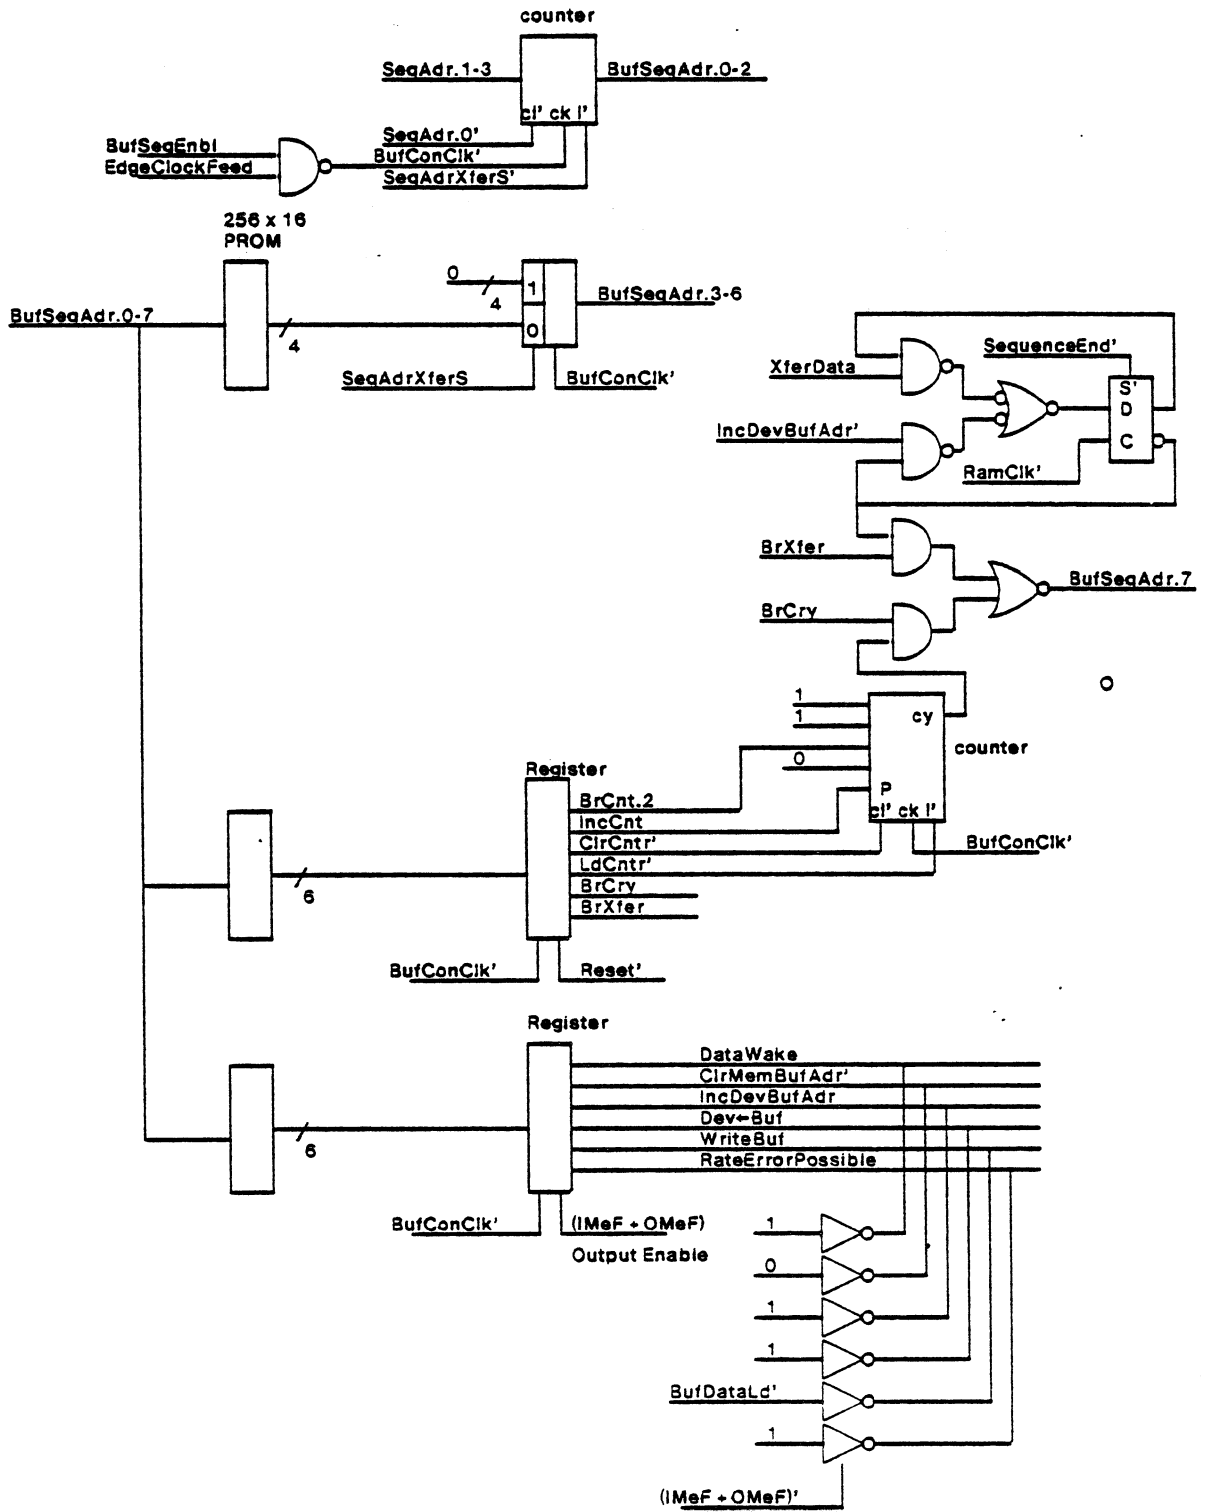 counter
SeqAdr.1-3
BufSeqAdr.0-2
cl' ck l'
SeqAdr.0'
BufSeqEnbl
BufConClk'
EdgeClockFeed
SeqAdrXferS'
256 x 16
PROM
0
4
1
BufSeqAdr.3-6
BufSeqAdr.0-7
4
0
SeqAdrXferS
BufConClk'
SequenceEnd'
XferData
S'
D
IncDevBufAdr'
C
RamClk'
BrXfer
BufSeqAdr.7
BrCry
1
1
cy
counter
0
Register
P
BrCnt.2
cl' ck l'
IncCnt
ClrCntr'
BufConClk'
LdCntr'
6
BrCry
BrXfer
BufConClk'
Reset'
Register
DataWake
ClrMemBufAdr'
IncDevBufAdr
Dev←Buf
6
WriteBuf
RateErrorPossible
BufConClk'
(IMeF + OMeF)
Output Enable
1
0
1
1
BufDataLd'
1
(IMeF + OMeF)'